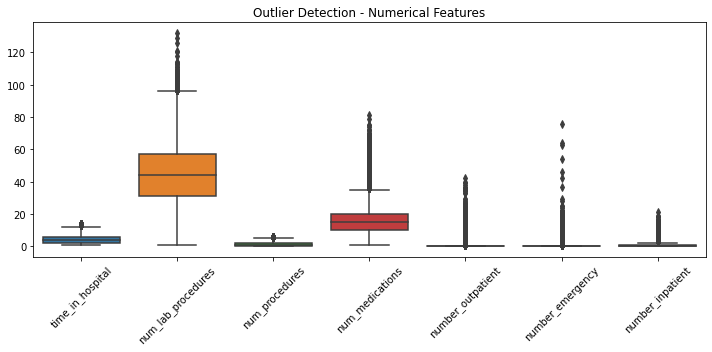 Outlier Detection - Numerical Features
120
100
80
60
40
20
0
time_in_hospital
num_lab_procedures
num_procedures
num_medications
number_outpatient
number_emergency
number_inpatient